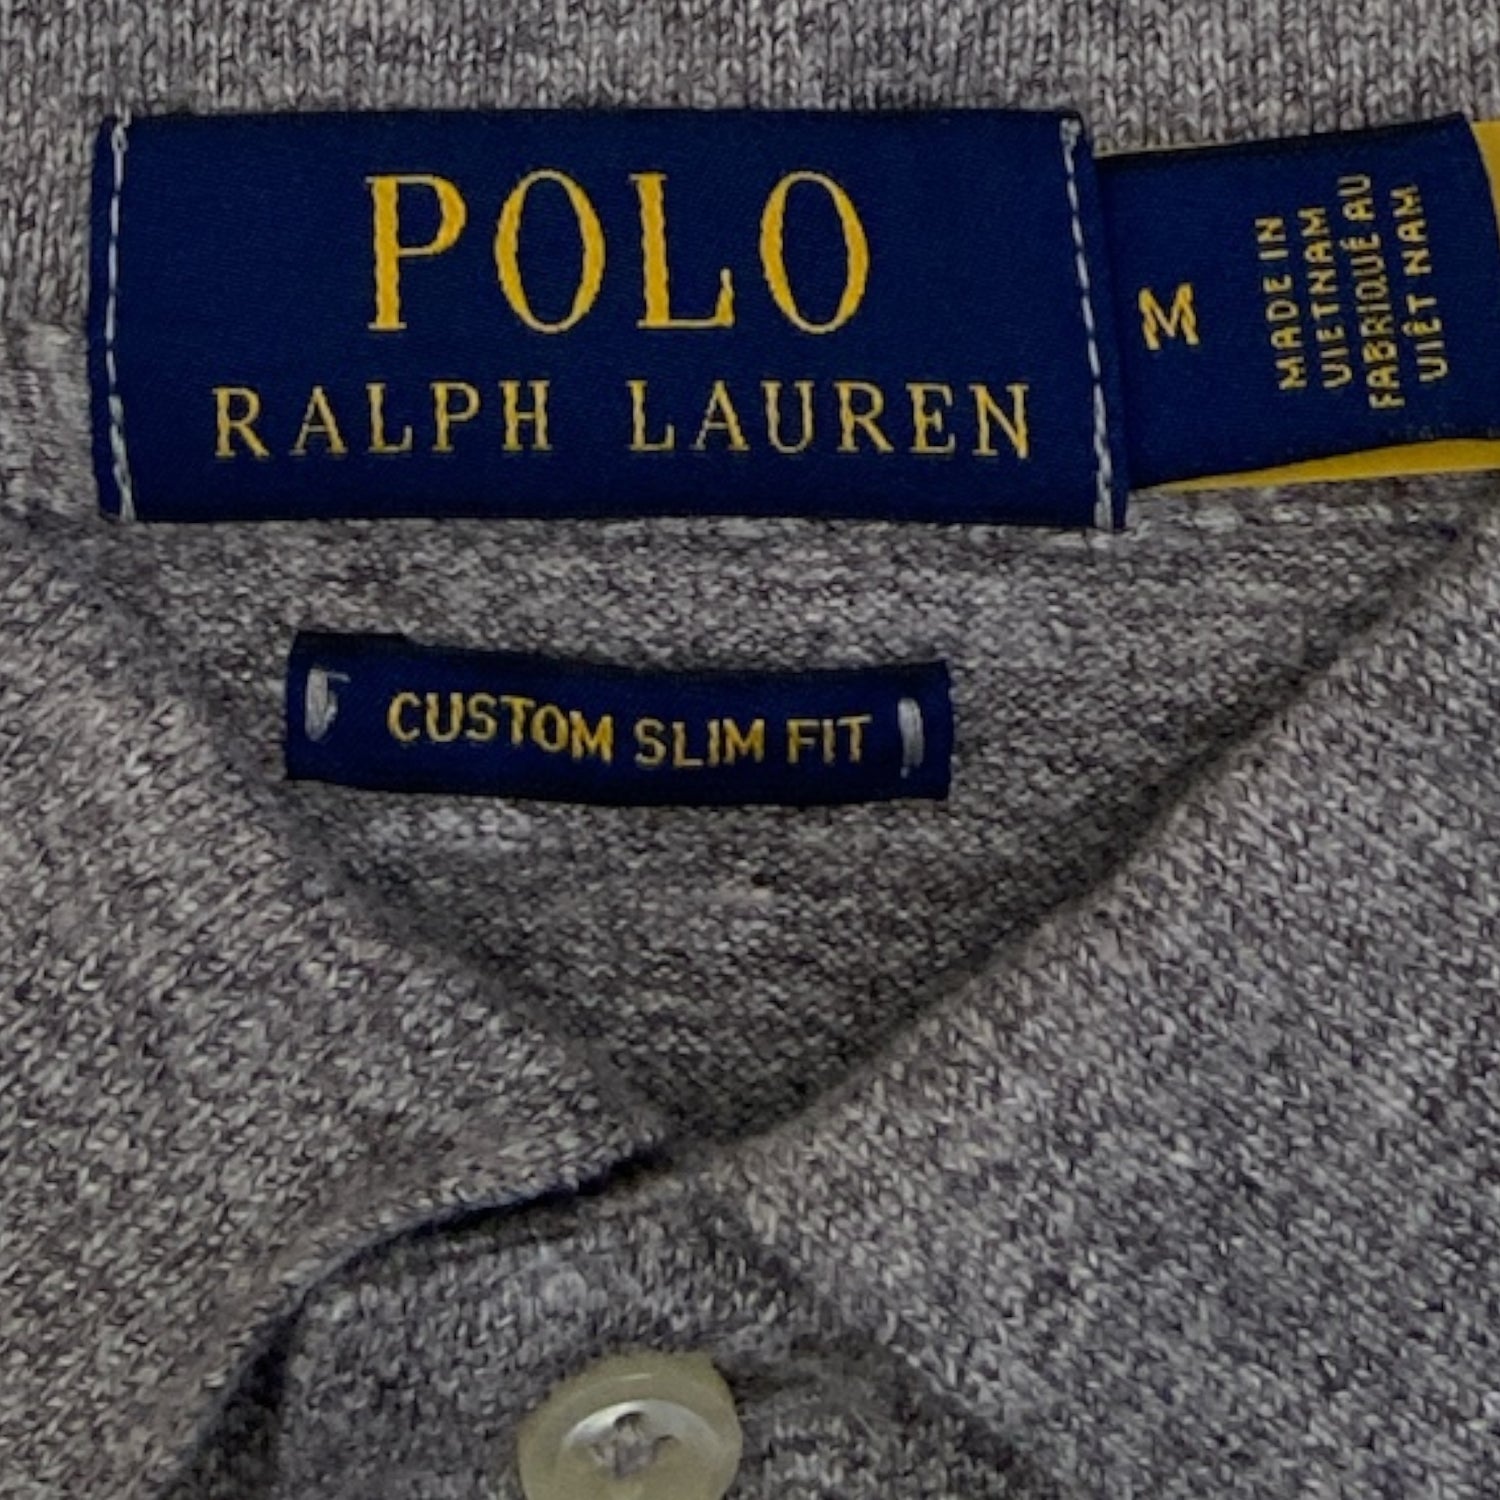 POLO
RALPH LAUREN
M
MADE IN
VIETNAM
FABRIQUÉ AU
VIÊT NAM
CUSTOM SLIM FIT